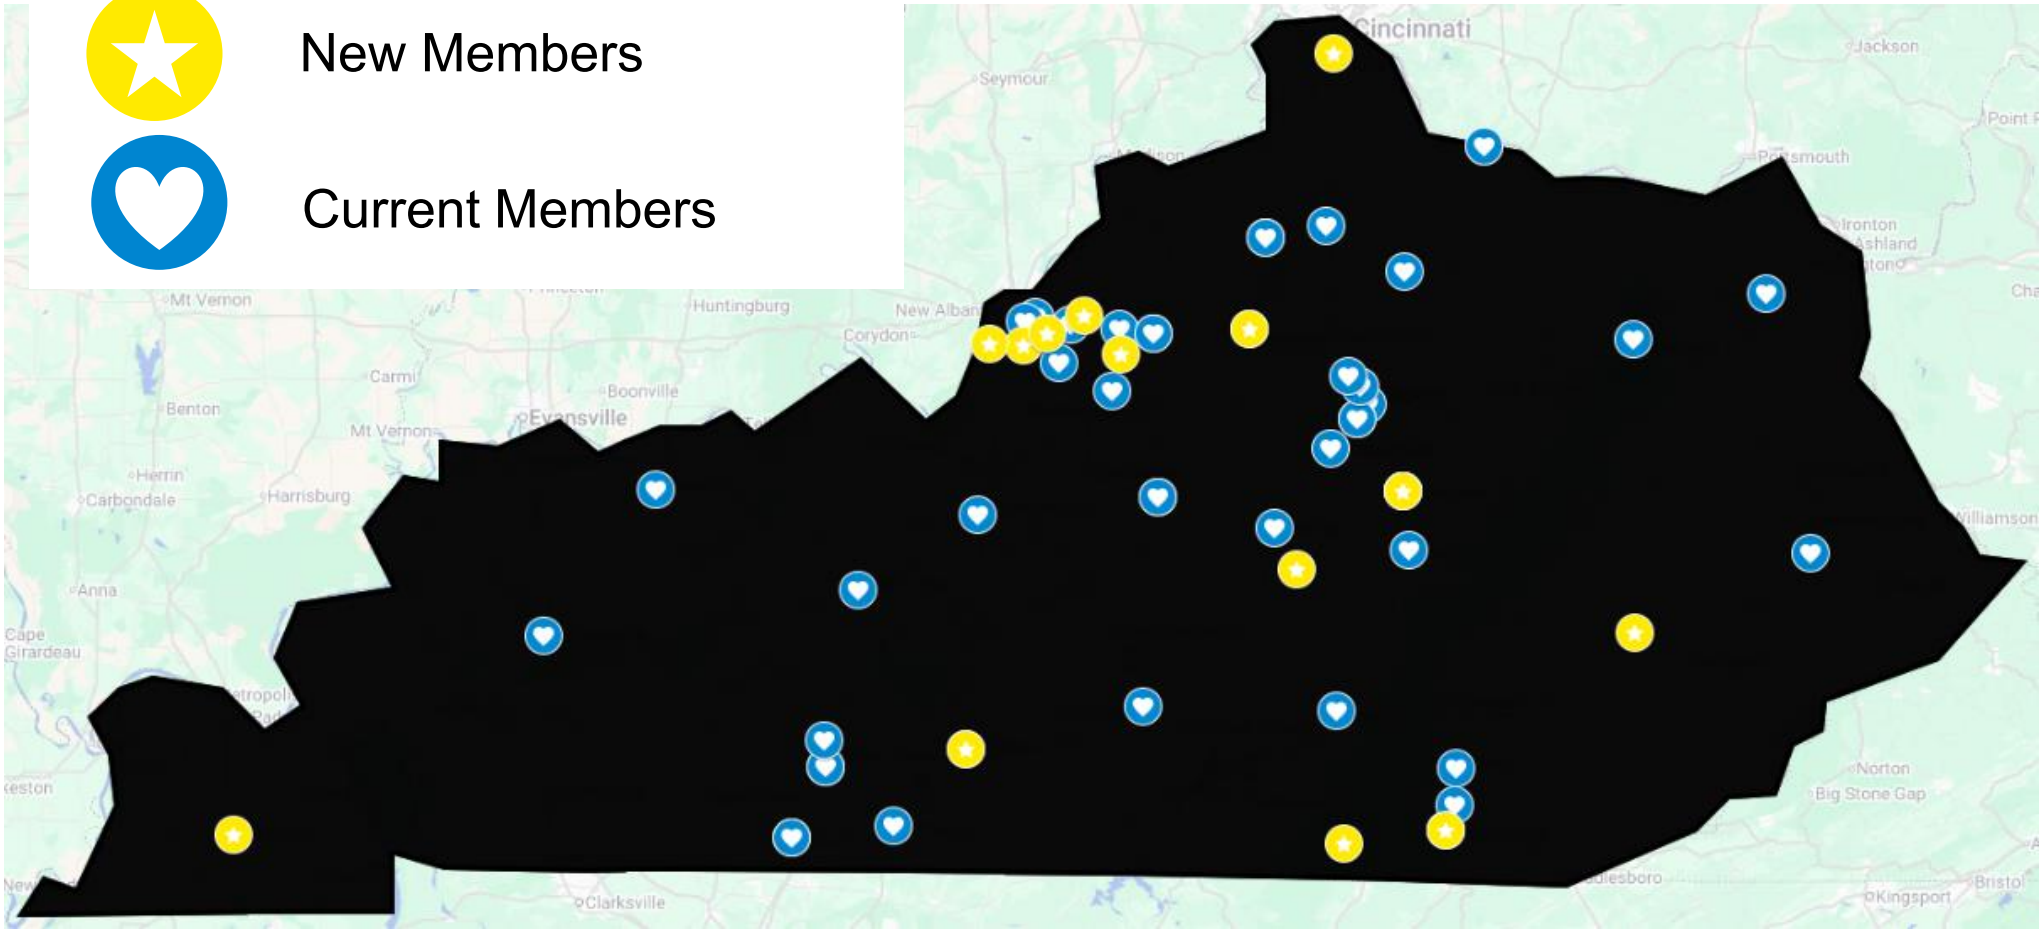 New Members
Current Members
Cincinnati
Jackson
Seymour
Portsmouth
Ironton
Ashland
Mt Vernon
Huntingburg
New Alban
Corydon
Carmi
Boonville
Benton
Evansville
Mt Vernon
Herrin
Carbondale
Harrisburg
Williamson
Anna
Cape
Girardeau
Norton
Big Stone Gap
Clarksville
Kingsport
Bristol